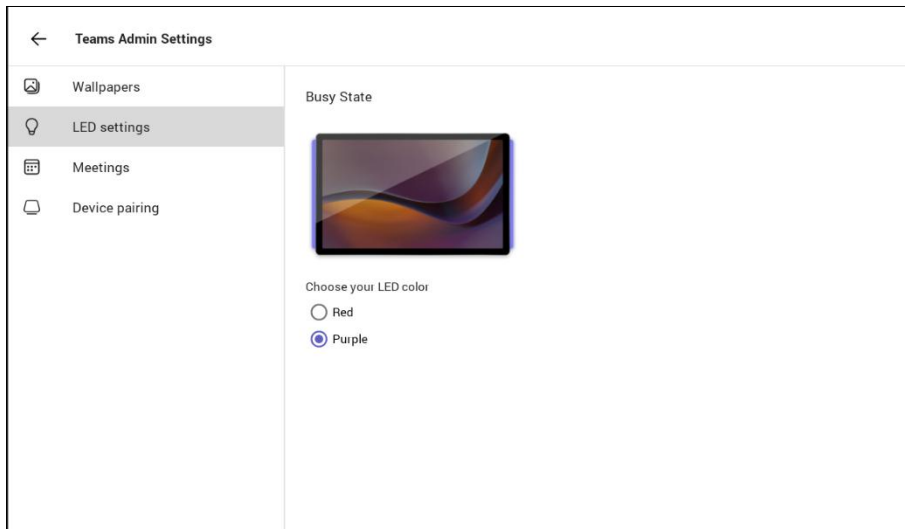 Teams Admin Settings
Wallpapers
LED settings
Meetings
Device pairing
Busy State
Choose your LED color
Red
Purple